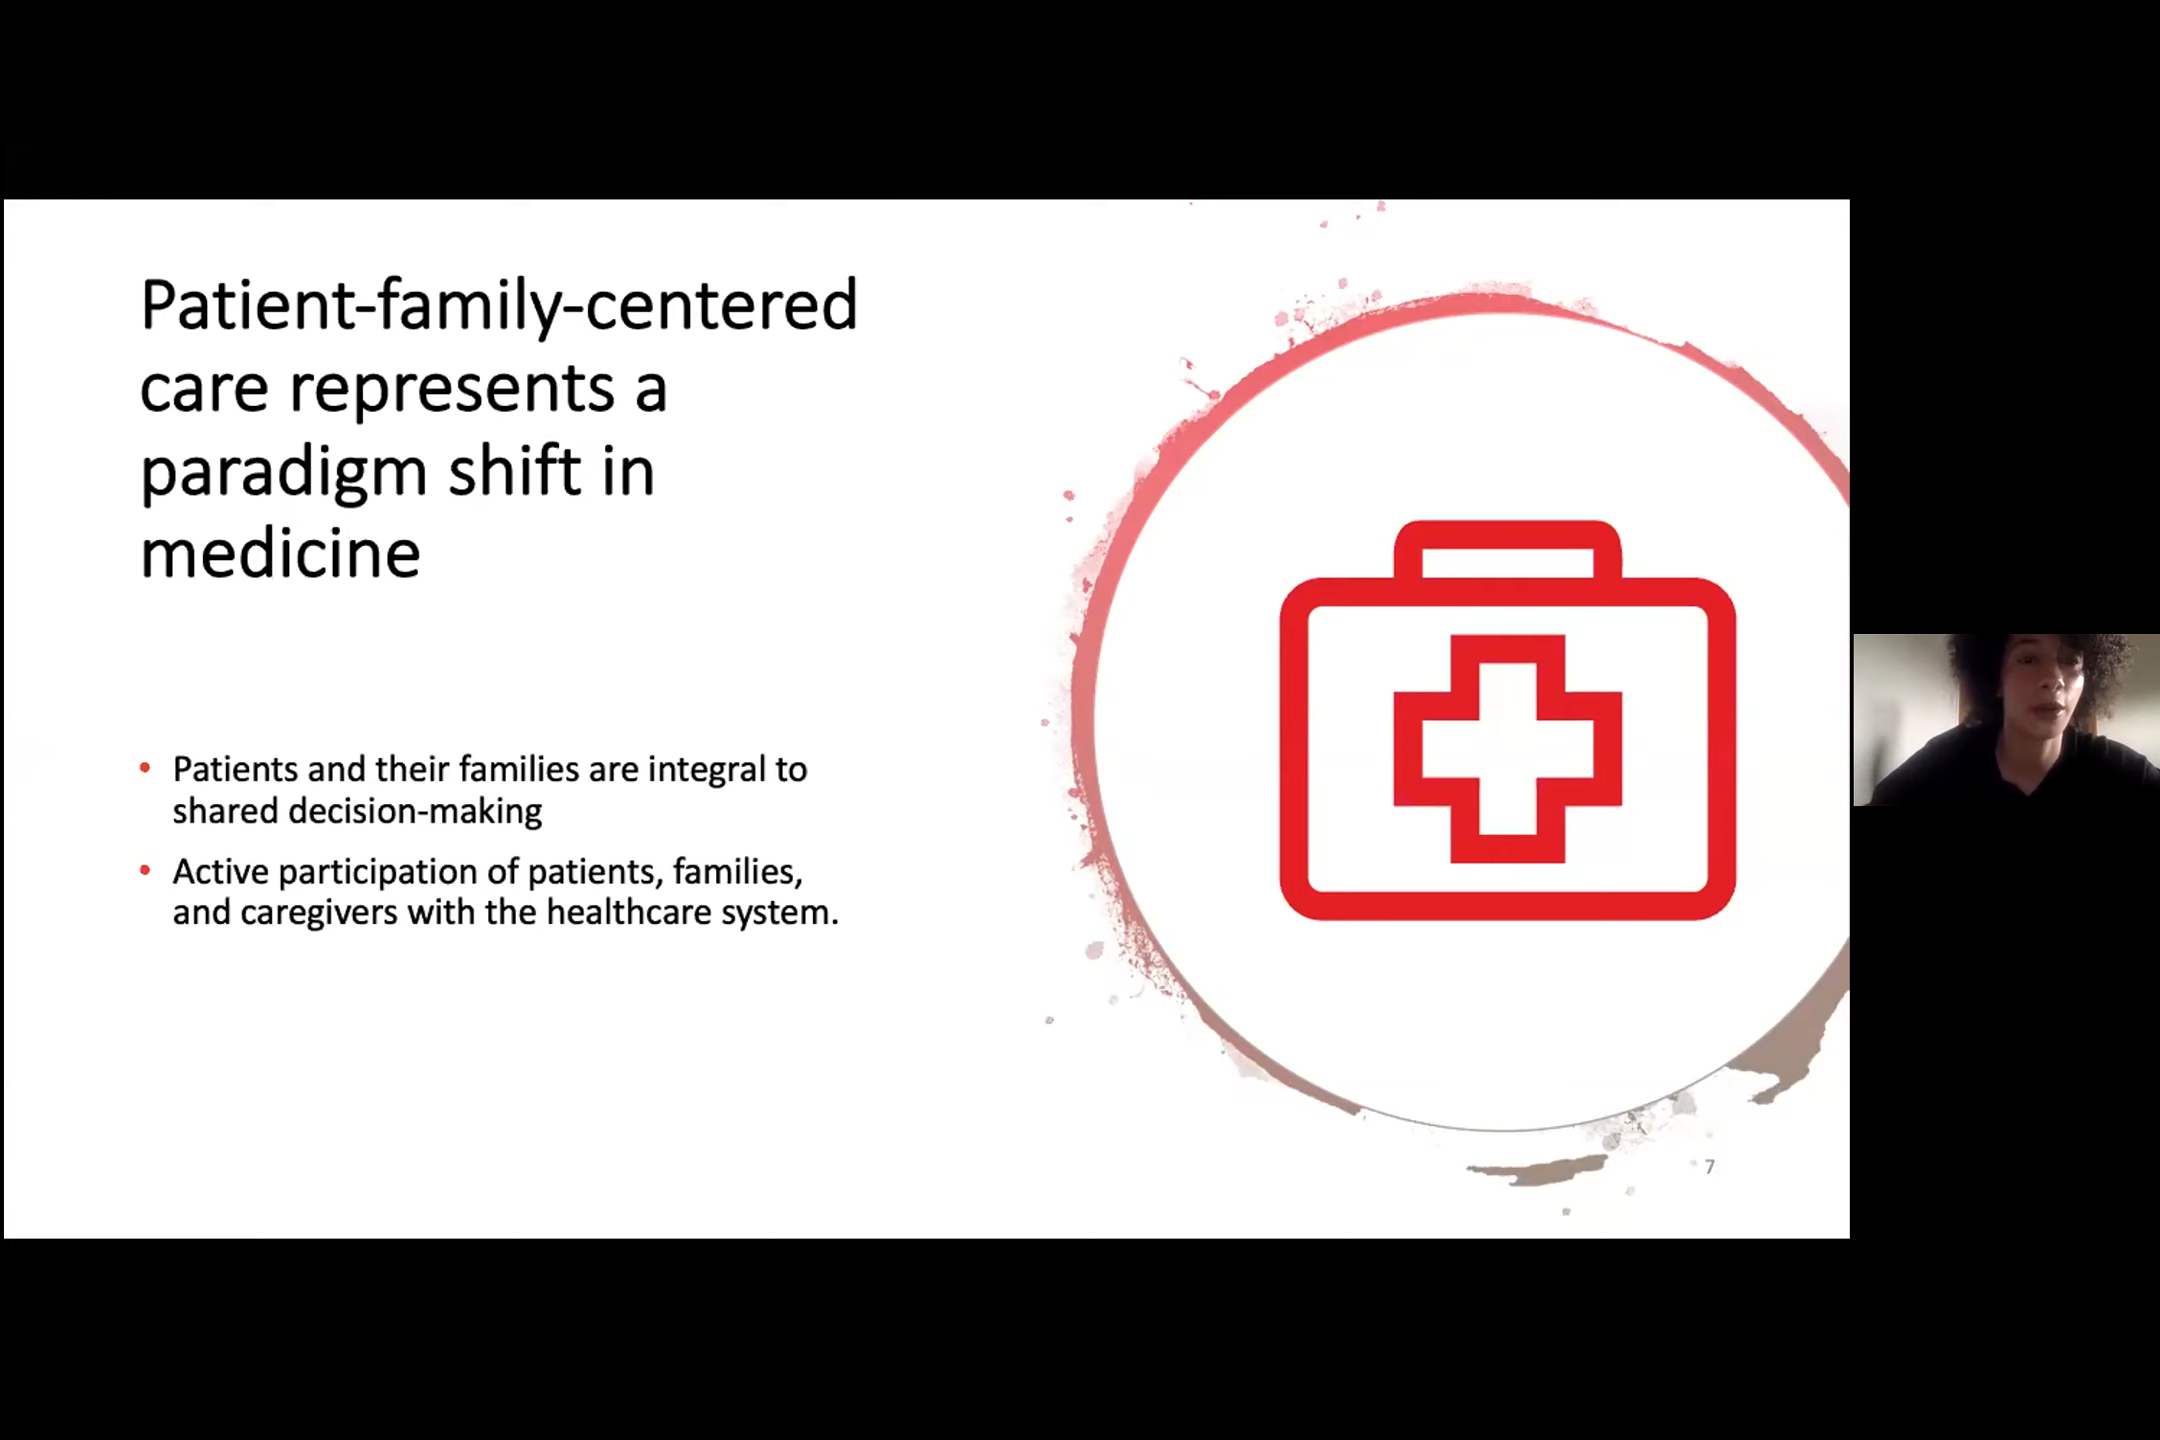 Patient-family-centered
care represents a
paradigm shift in
medicine
• Patients and their families are integral to
shared decision-making
• Active participation of patients, families,
and caregivers with the healthcare system.
7